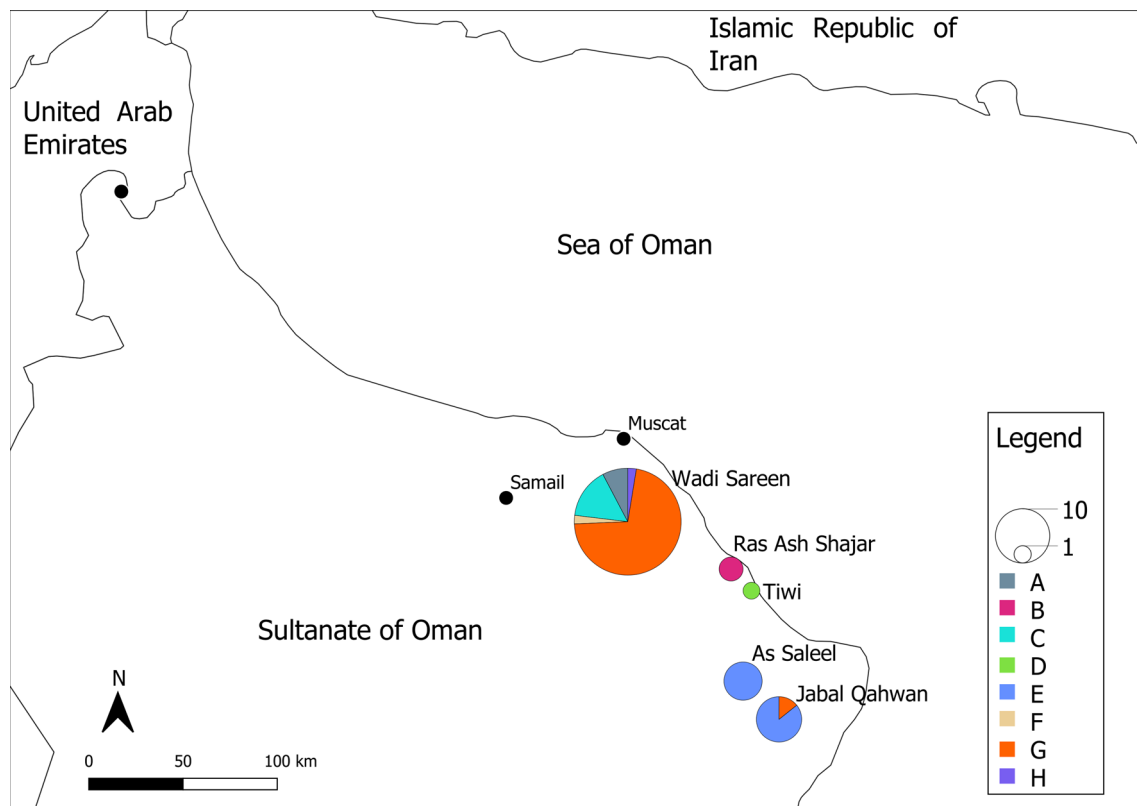 Islamic Republic of
Iran
United Arab
Emirates
Sea of Oman
Muscat
Samail
Wadi Sareen
Ras Ash Shajar
Tiwi
Sultanate of Oman
As Saleel
Jabal Qahwan
N
0 50 100 km
Legend
10
1
A
B
C
D
E
F
G
H